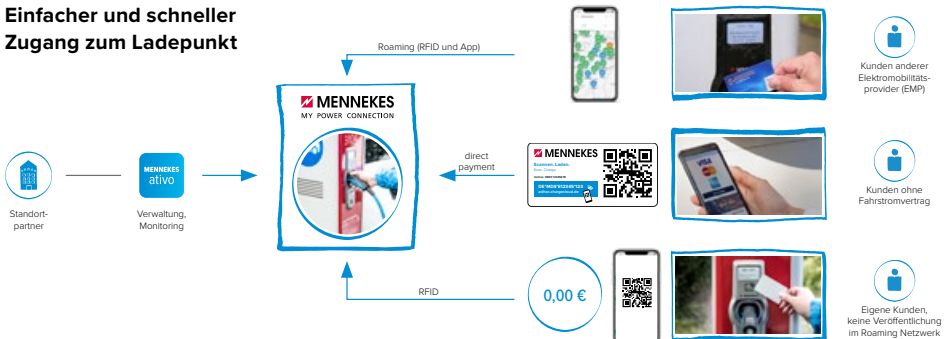 Einfacher und schneller
Zugang zum Ladepunkt
Roaming (RFID und App)
Kunden anderer
Elektromobilitäts-
provider (EMP)
MENNEKES
MY POWER CONNECTION
Standort-
partner
MENNEKES
ativo
Verwaltung,
Monitoring
direct
payment
MENNEKES
Scannen. Laden.
VISA
Kunden ohne
Fahrstromvertrag
RFID
0,00 €
Eigene Kunden,
keine Veröffentlichung
im Roaming Netzwerk